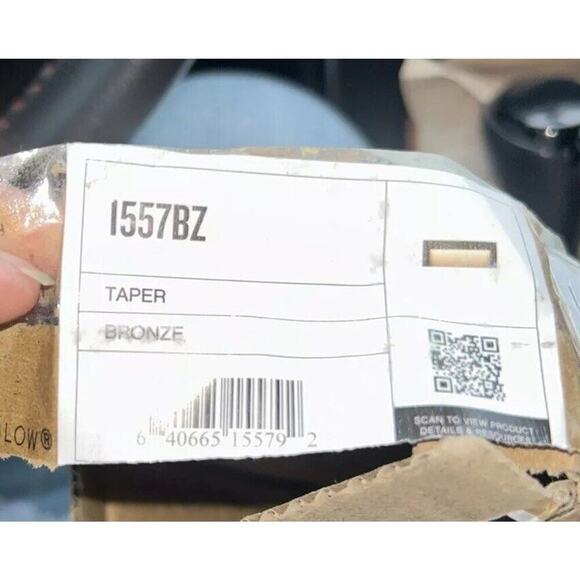 1557BZ
TAPER
BRONZE
6 40665 15579 2
SCAN TO VIEW PRODUCT
DETAILS & RESOURCES
LOW®